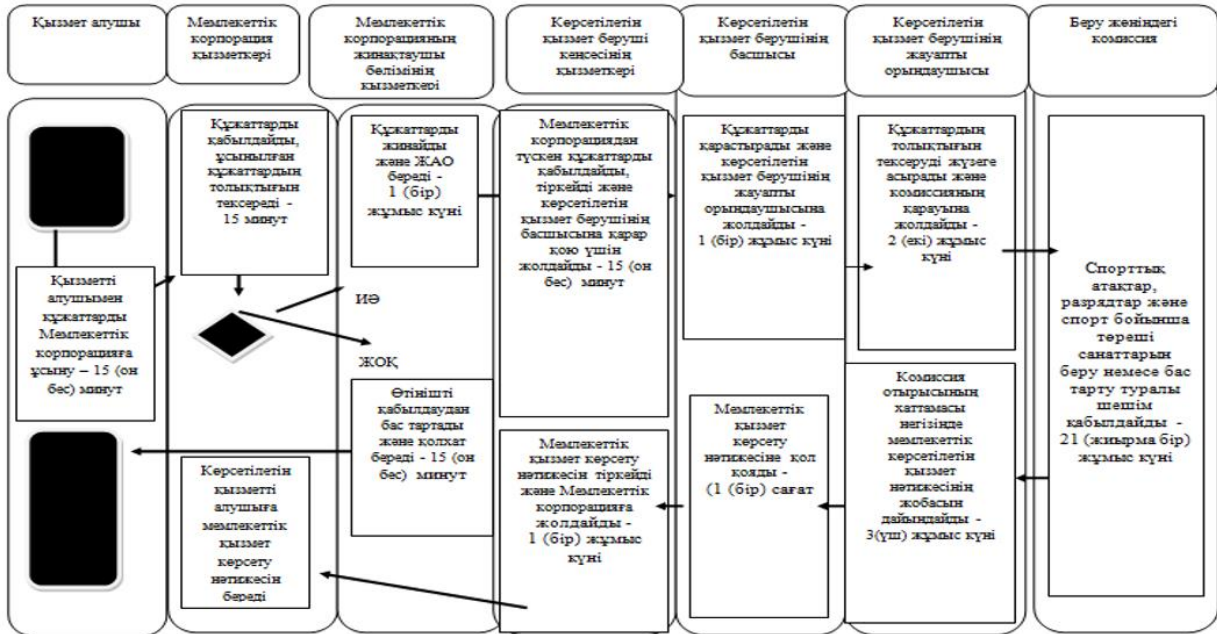 Қызмет алушы
Мемлекеттік
корпорация
қызметкері
Мемлекеттік
корпорацияның
жинақтаушы
бөлімінің
қызметкері
Көрсетілетін
қызмет беруші
кеңсесінің
қызметкері
Көрсетілетін
қызмет берушінің
басшысы
Көрсетілетін
қызмет берушінің
жауапты
орындаушысы
Беру жөніндегі
комиссия
Қызметті
алушымен
құжаттарды
Мемлекеттік
корпорацияға
ұсыну – 15 (он
бес) минут
Құжаттарды
қабылдайды,
ұсынылған
құжаттардың
толықтығын
тексереді -
15 минут
Құжаттарды
жинайды
және ЖАО
береді -
1 (бір)
жұмыс күні
ИӘ
ЖОҚ
Өтінішті
қабылдаудан
бас тартады
және қолхат
береді - 15 (он
бес) минут
Мемлекеттік
корпорациядан
түскен құжаттарды
қабылдайды,
тіркейді және
көрсетілетін
қызмет берушінің
басшысына қарар
қою үшін
жолдайды - 15 (он
бес) минут
Құжаттарды
қарастырады және
көрсетілетін
қызмет берушінің
жауапты
орындаушысына
жолдайды -
1 (бір) жұмыс күні
Құжаттардың
толықтығын
тексеруді жүзеге
асырады және
комиссияның
қарауына
жолдайды -
2 (екі) жұмыс
күні
Спорттық
атақтар,
разрядтар және
спорт бойынша
төреші
санаттарын
беру немесе бас
тарту туралы
шешім
қабылдайды -
21 (жиырма бір)
жұмыс күні
Комиссия
отырысының
хаттамасы
негізінде
мемлекеттік
көрсетілетін
қызмет
нәтижесінің
жобасын
дайындайды -
3(үш) жұмыс күні
Мемлекеттік
қызмет
көрсету
нәтижесіне қол
қояды -
(1 (бір) сағат
Мемлекеттік
қызмет көрсету
нәтижесін тіркейді
және Мемлекеттік
корпорацияға
жолдайды -
1 (бір) жұмыс
күні
Көрсетілетін
қызметті
алушыға
мемлекеттік
қызмет
көрсету
нәтижесін
береді